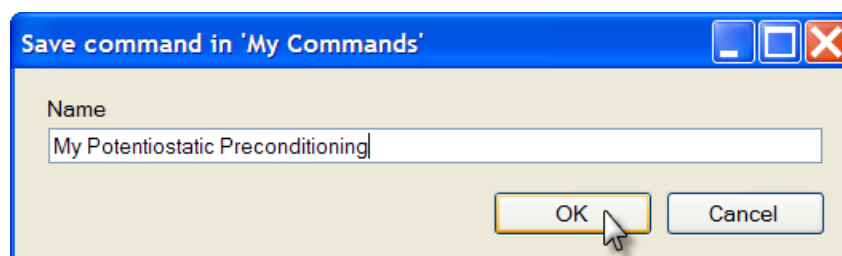 Save command in 'My Commands'
Name
My Potentiostatic Preconditioning
OK Cancel